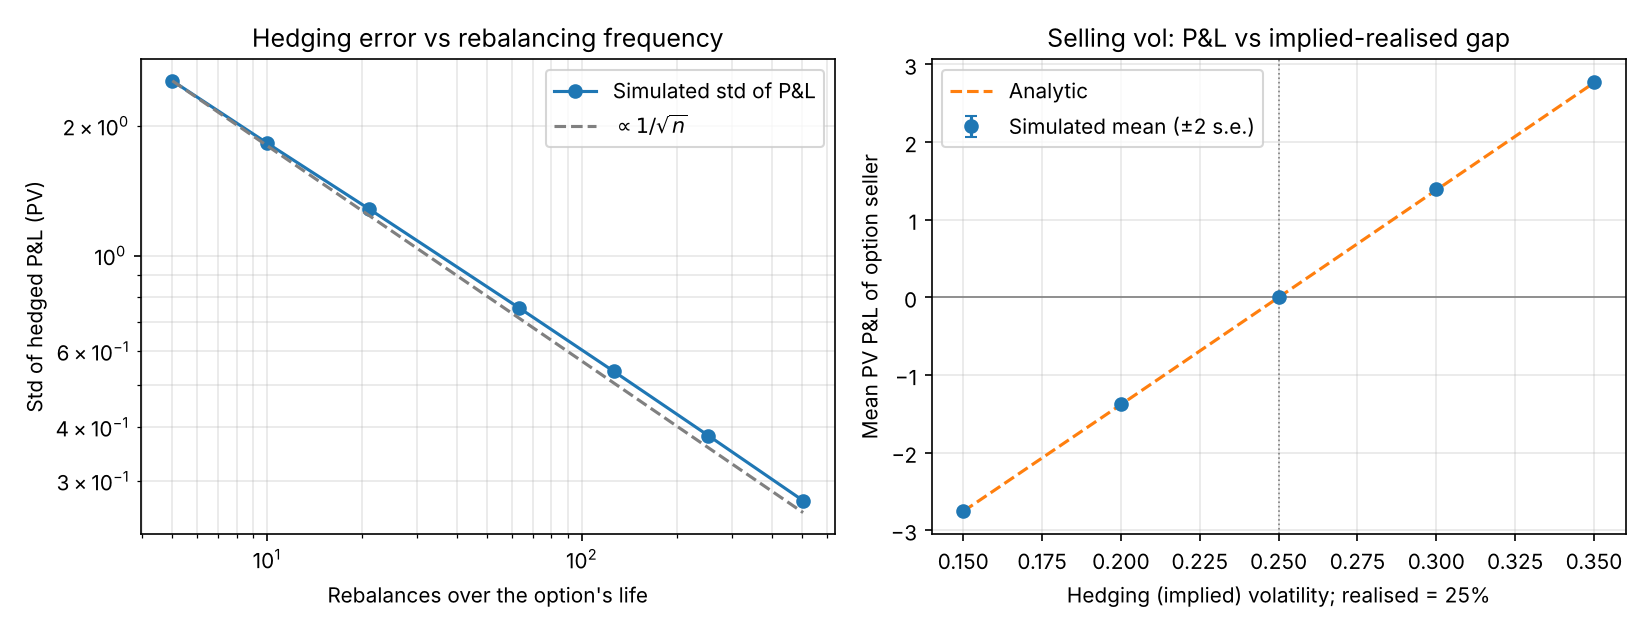 Hedging error vs rebalancing frequency
Simulated std of P&L
∝ 1/√n
2 × 10⁰
10⁰
6 × 10⁻¹
4 × 10⁻¹
3 × 10⁻¹
Std of hedged P&L (PV)
10¹
10²
Rebalances over the option's life
Selling vol: P&L vs implied-realised gap
Analytic
Simulated mean (±2 s.e.)
3
2
1
0
−1
−2
−3
Mean PV P&L of option seller
0.150 0.175 0.200 0.225 0.250 0.275 0.300 0.325 0.350
Hedging (implied) volatility; realised = 25%